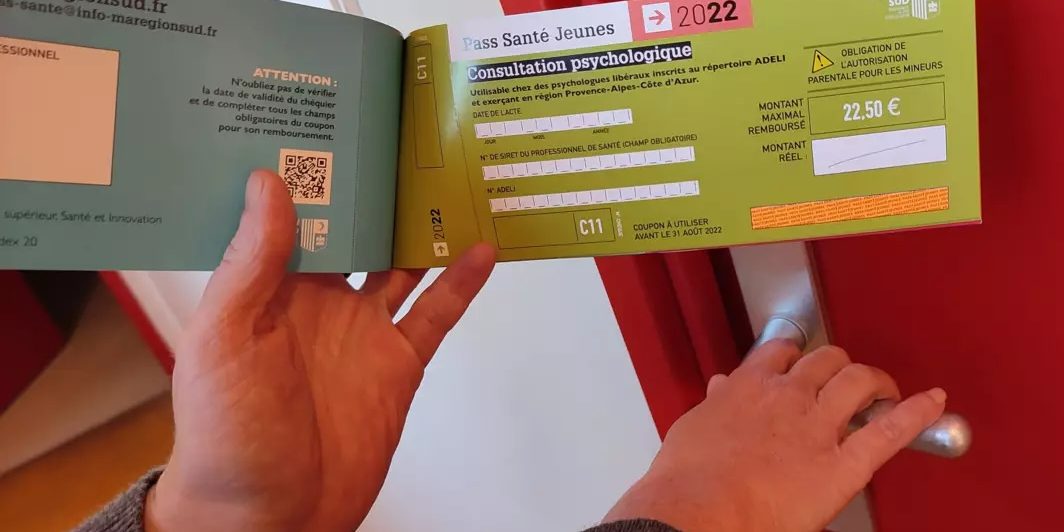 gionsud.fr
ss-sante@info-maregionsud.fr
ESSIONNEL
ATTENTION :
N'oubliez pas de vérifier
la date de validité du chéquier
et de compléter tous les champs
obligatoires du coupon
pour son remboursement.
supérieur, Santé et Innovation
dex 20
C11
2022
Pass Santé Jeunes
2022
Consultation psychologique
Utilisable chez des psychologues libéraux inscrits au répertoire ADELI
et exerçant en région Provence-Alpes-Côte d'Azur.
DATE DE L'ACTE
JOUR MOIS ANNÉE
N° DE SIRET DU PROFESSIONNEL DE SANTÉ (CHAMP OBLIGATOIRE)
N° ADELI
C11
COUPON À UTILISER
AVANT LE 31 AOÛT 2022
SUD
OBLIGATION DE
L'AUTORISATION
PARENTALE POUR LES MINEURS
MONTANT
MAXIMAL
REMBOURSÉ
22,50 €
MONTANT
RÉEL :